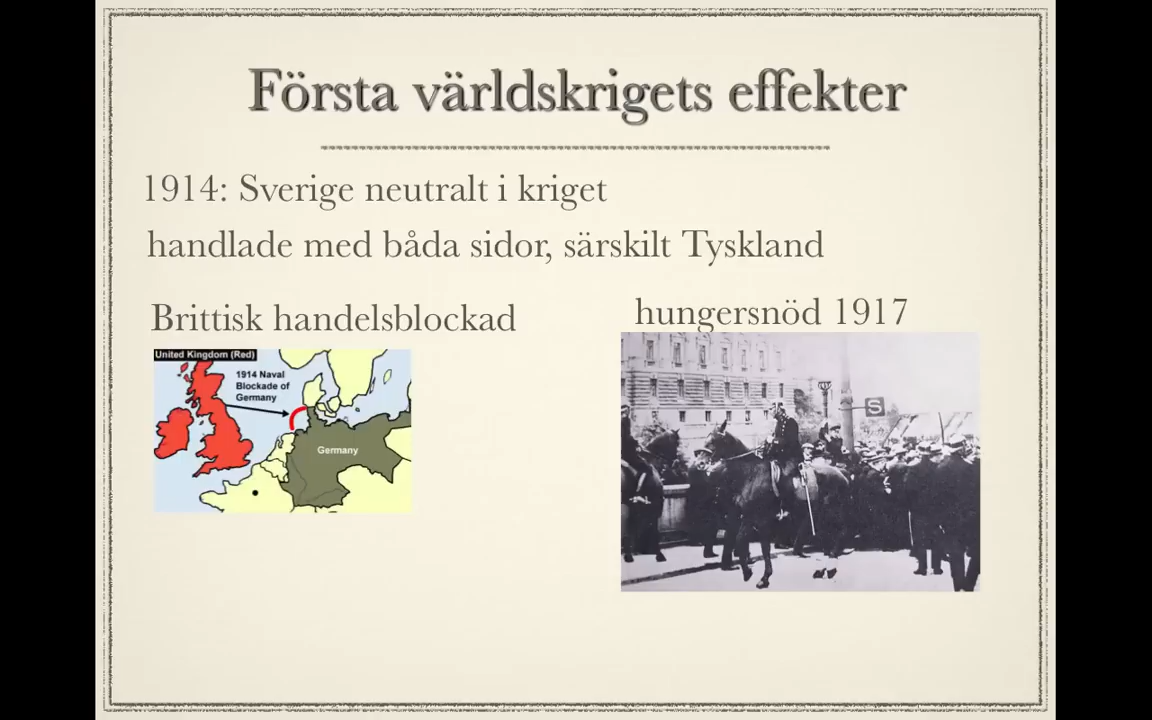 Första världskrigets effekter
1914: Sverige neutralt i kriget
handlade med båda sidor, särskilt Tyskland
Brittisk handelsblockad
hungersnöd 1917
United Kingdom (Red)
1914 Naval
Blockade of
Germany
Germany
S